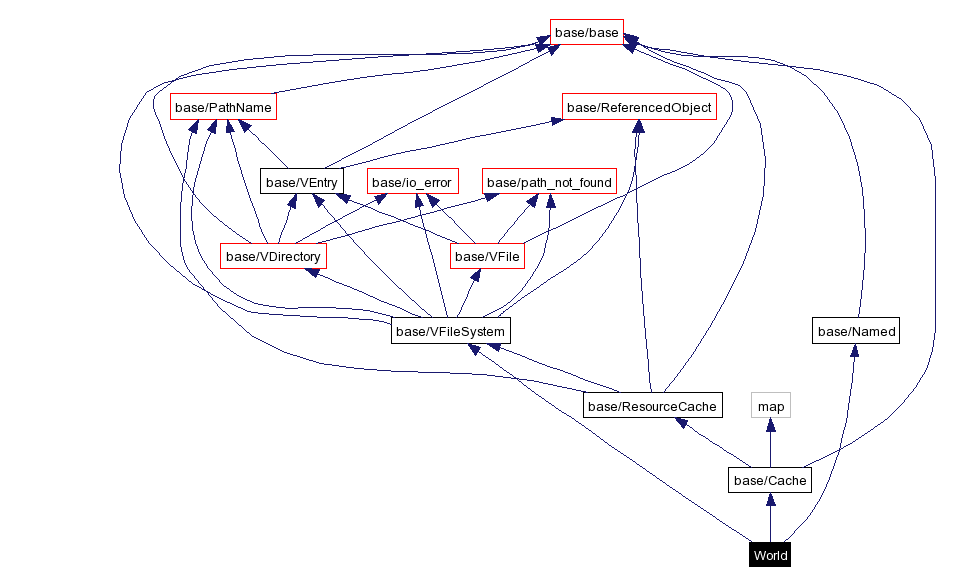 base/base
base/PathName
base/ReferencedObject
base/VEntry
base/io_error
base/path_not_found
base/VDirectory
base/VFile
base/VFileSystem
base/Named
base/ResourceCache
map
base/Cache
World